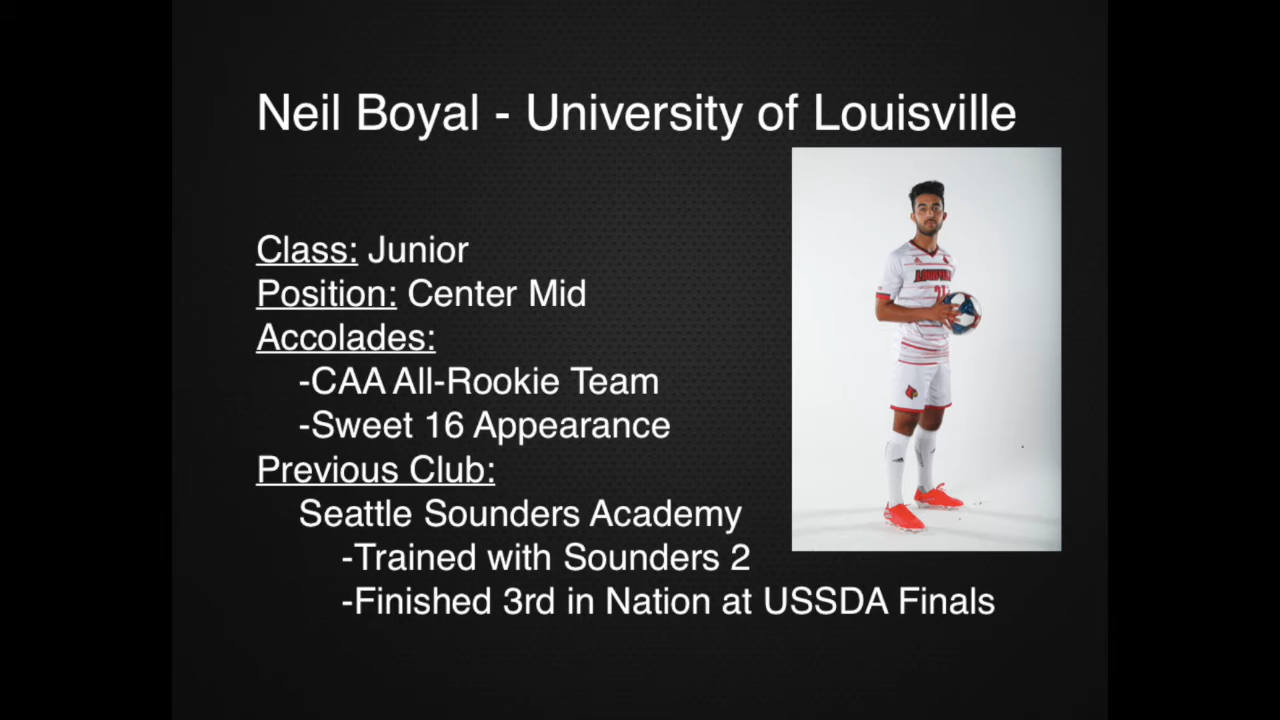 Neil Boyal - University of Louisville
Class: Junior
Position: Center Mid
Accolades:
-CAA All-Rookie Team
-Sweet 16 Appearance
Previous Club:
Seattle Sounders Academy
-Trained with Sounders 2
-Finished 3rd in Nation at USSDA Finals
LOUISVILLE